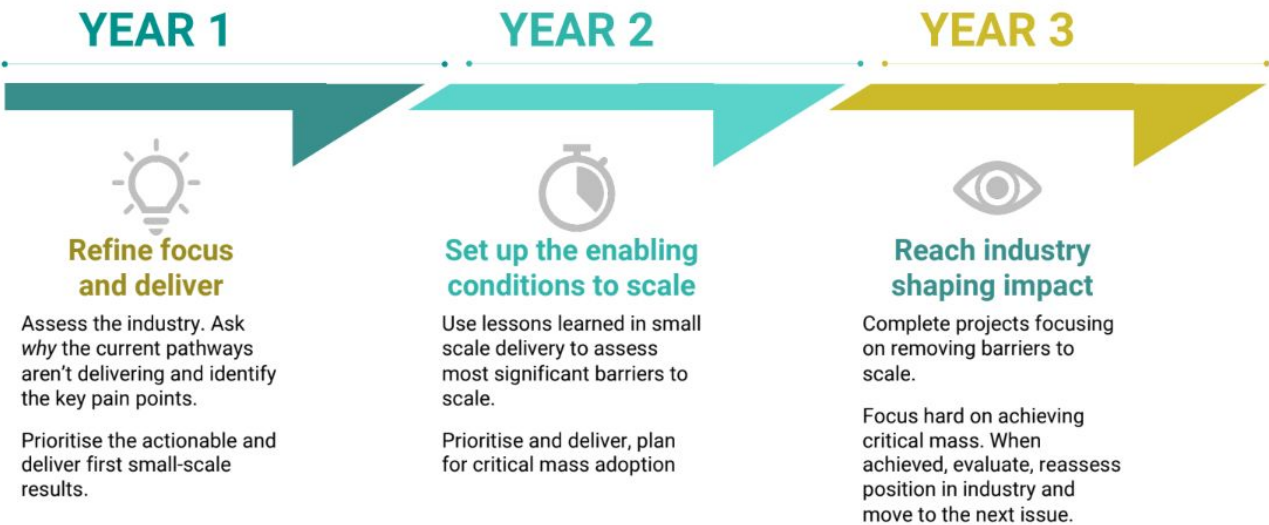 YEAR 1
YEAR 2
YEAR 3
Refine focus
and deliver
Assess the industry. Ask
why the current pathways
aren't delivering and identify
the key pain points.
Prioritise the actionable and
deliver first small-scale
results.
Set up the enabling
conditions to scale
Use lessons learned in small
scale delivery to assess
most significant barriers to
scale.
Prioritise and deliver, plan
for critical mass adoption
Reach industry
shaping impact
Complete projects focusing
on removing barriers to
scale.
Focus hard on achieving
critical mass. When
achieved, evaluate, reassess
position in industry and
move to the next issue.